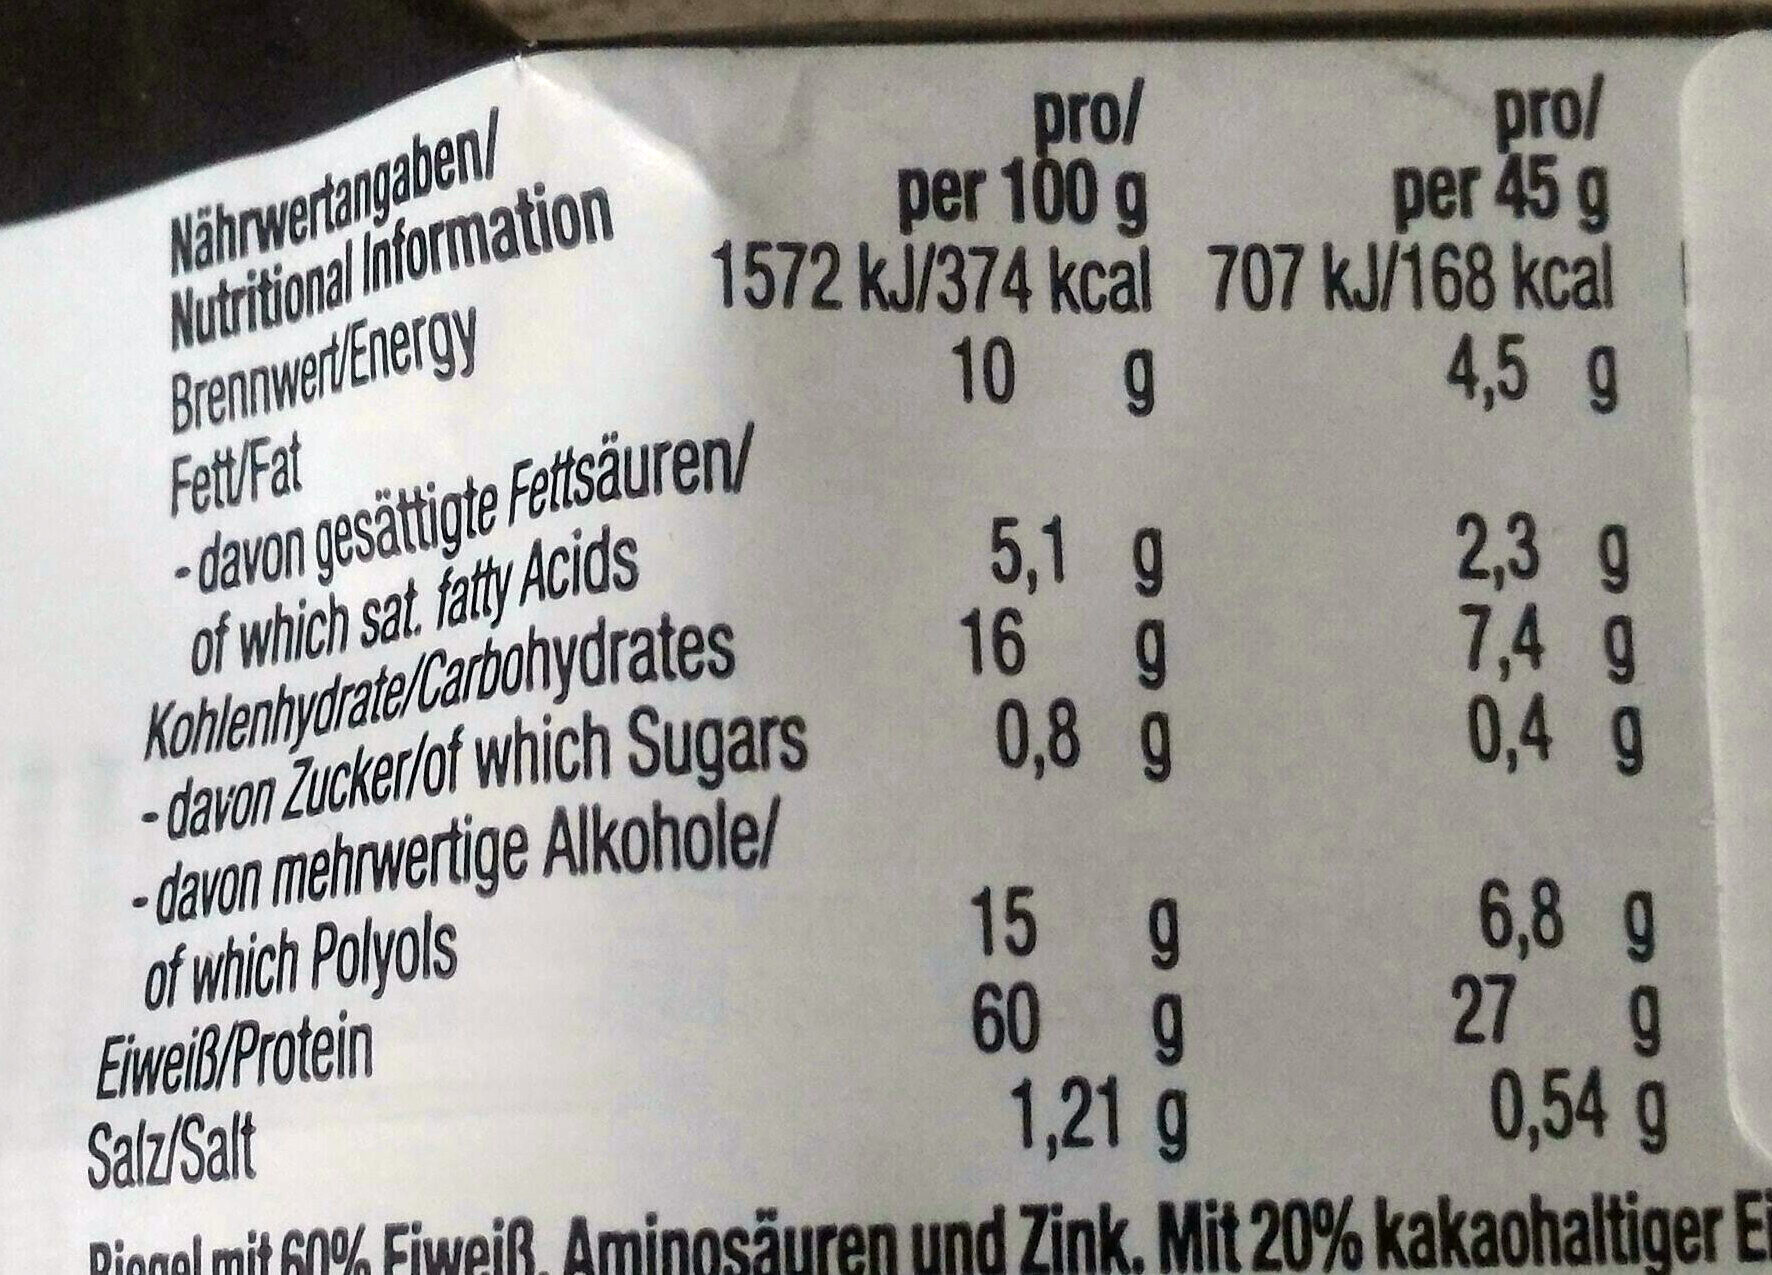 Nährwertangaben/ pro/ pro/
Nutritional Information per 100 g per 45 g
Brennwert/Energy 1572 kJ/374 kcal 707 kJ/168 kcal
Fett/Fat 10 g 4,5 g
- davon gesättigte Fettsäuren/
of which sat. fatty Acids 5,1 g 2,3 g
Kohlenhydrate/Carbohydrates 16 g 7,4 g
- davon Zucker/of which Sugars 0,8 g 0,4 g
- davon mehrwertige Alkohole/
of which Polyols 15 g 6,8 g
Eiweiß/Protein 60 g 27 g
Salz/Salt 1,21 g 0,54 g
Riegel mit 60% Eiweiß, Aminosäuren und Zink. Mit 20% kakaohaltiger